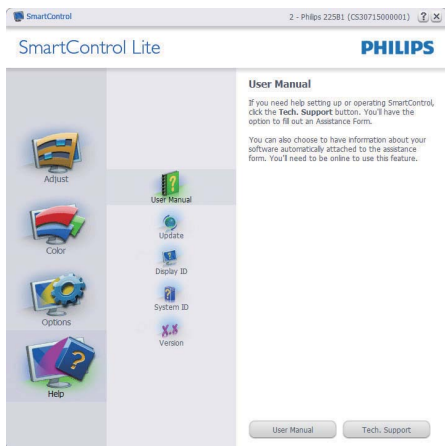 SmartControl
2 - Philips 225B1 (CS30715000001)
SmartControl Lite
PHILIPS
Adjust
Color
Options
Help
User Manual
Update
Display ID
System ID
X.X
Version
User Manual
If you need help setting up or operating SmartControl,
click the Tech. Support button. You'll have the
option to fill out an Assistance Form.
You can also choose to have information about your
software automatically attached to the assistance
form. You'll need to be online to use this feature.
User Manual
Tech. Support